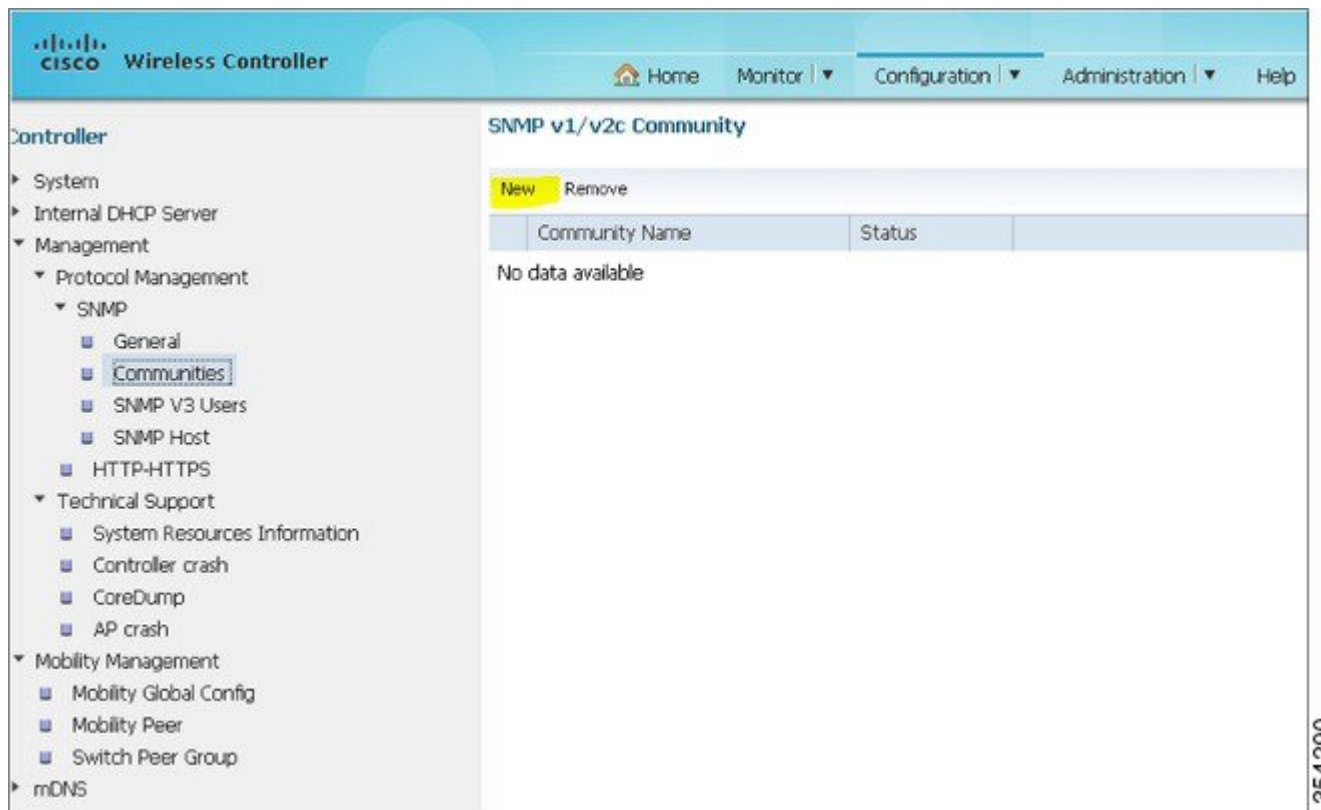 CISCO Wireless Controller
Home Monitor Configuration Administration Help
Controller
System
Internal DHCP Server
Management
Protocol Management
SNMP
General
Communities
SNMP V3 Users
SNMP Host
HTTP-HTTPS
Technical Support
System Resources Information
Controller crash
CoreDump
AP crash
Mobility Management
Mobility Global Config
Mobility Peer
Switch Peer Group
mDNS
SNMP v1/v2c Community
New Remove
Community Name Status
No data available